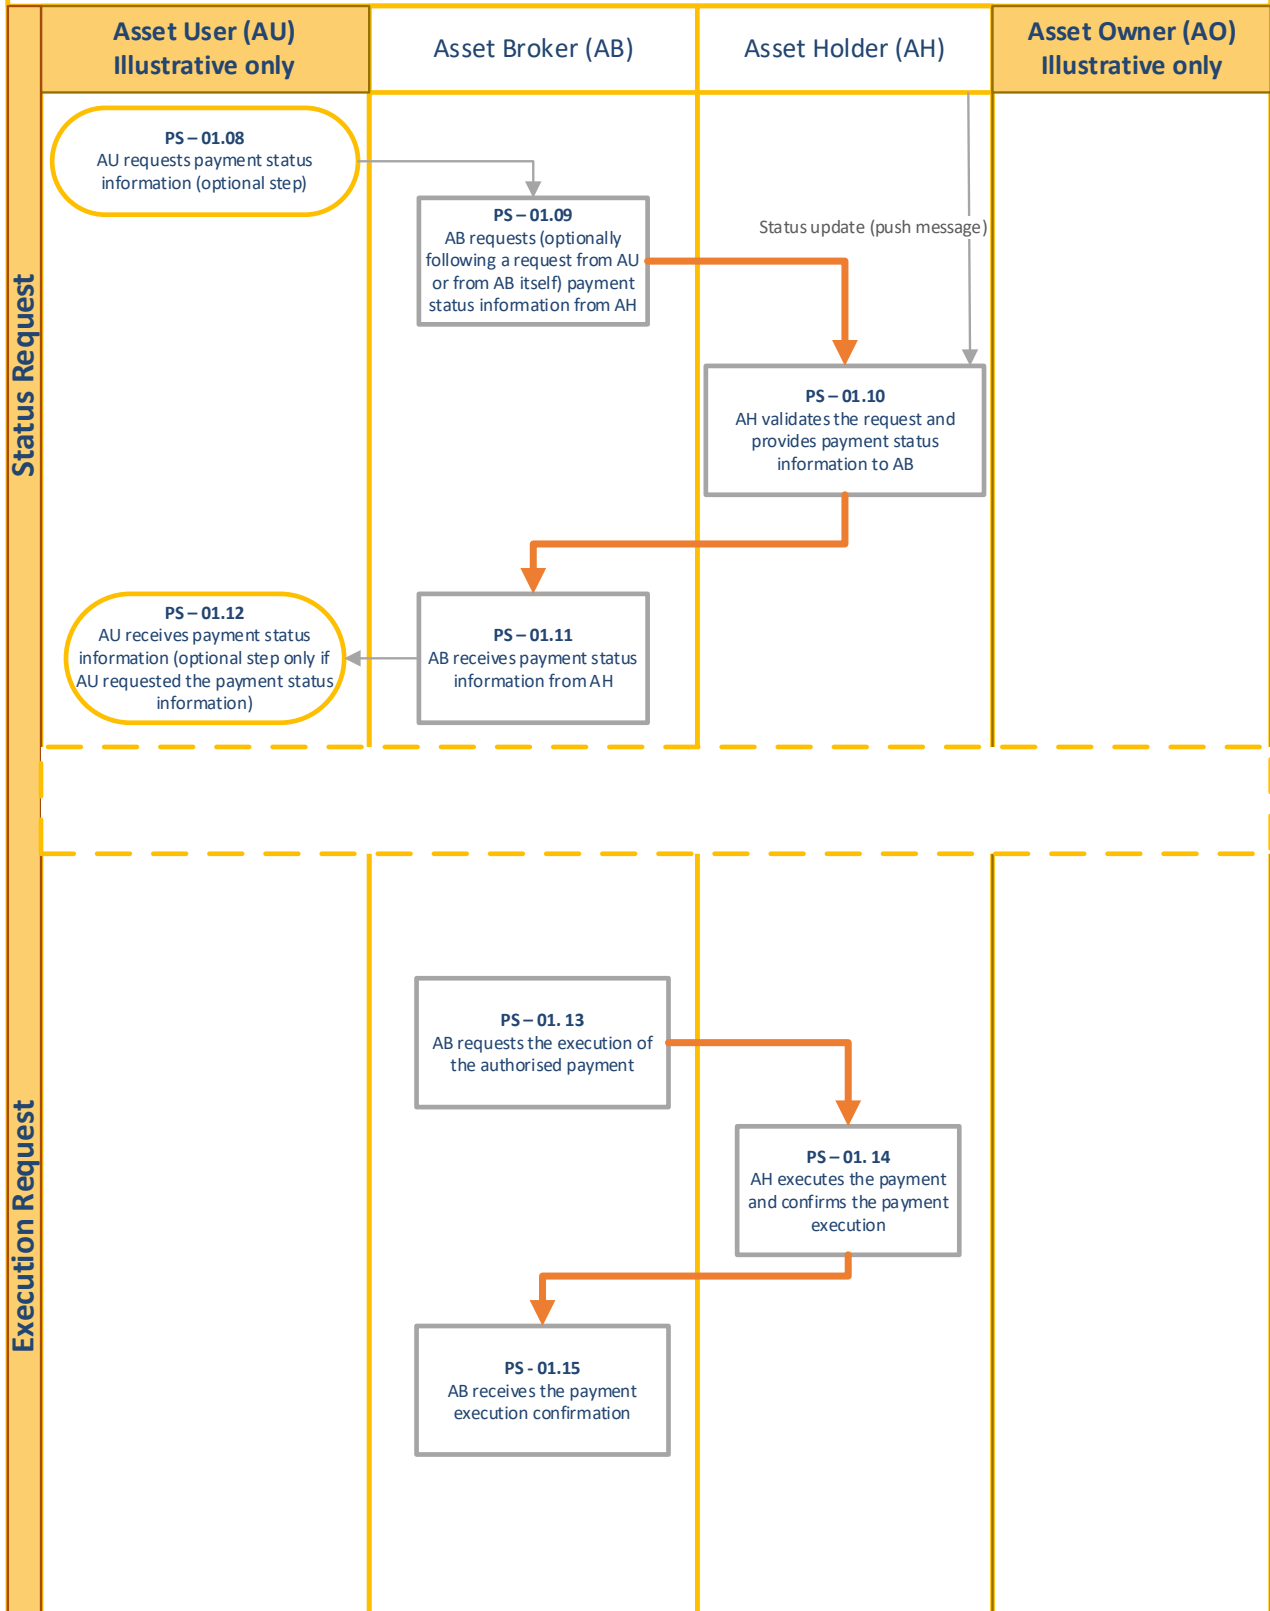 Asset User (AU)
Illustrative only
Asset Broker (AB)
Asset Holder (AH)
Asset Owner (AO)
Illustrative only
Status Request
PS – 01.08
AU requests payment status
information (optional step)
PS – 01.09
AB requests (optionally
following a request from AU
or from AB itself) payment
status information from AH
Status update (push message)
PS – 01.10
AH validates the request and
provides payment status
information to AB
PS – 01.12
AU receives payment status
information (optional step only if
AU requested the payment status
information)
PS – 01.11
AB receives payment status
information from AH
Execution Request
PS – 01. 13
AB requests the execution of
the authorised payment
PS – 01. 14
AH executes the payment
and confirms the payment
execution
PS - 01.15
AB receives the payment
execution confirmation